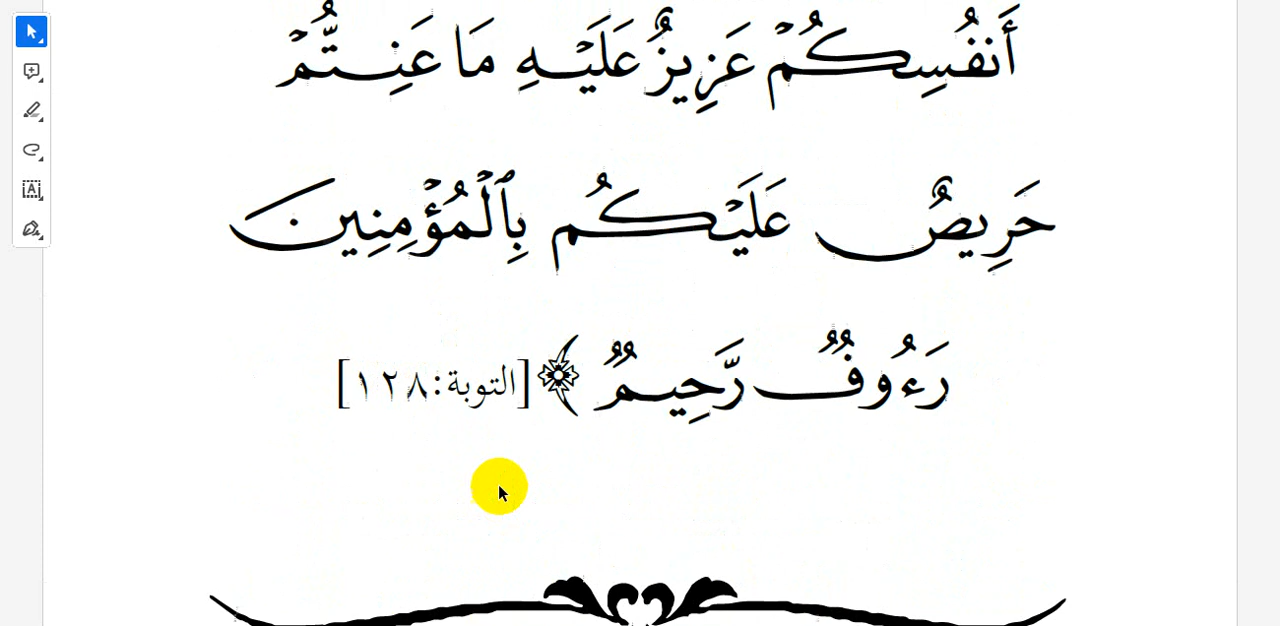 أَنفُسِكُمۡ عَزِيزٌ عَلَيۡهِ مَا عَنِتُّمۡ
حَرِيصٌ عَلَيۡكُم بِٱلۡمُؤۡمِنِينَ
رَءُوفٞ رَّحِيمٞ ﴾ [التوبة:١٢٨]